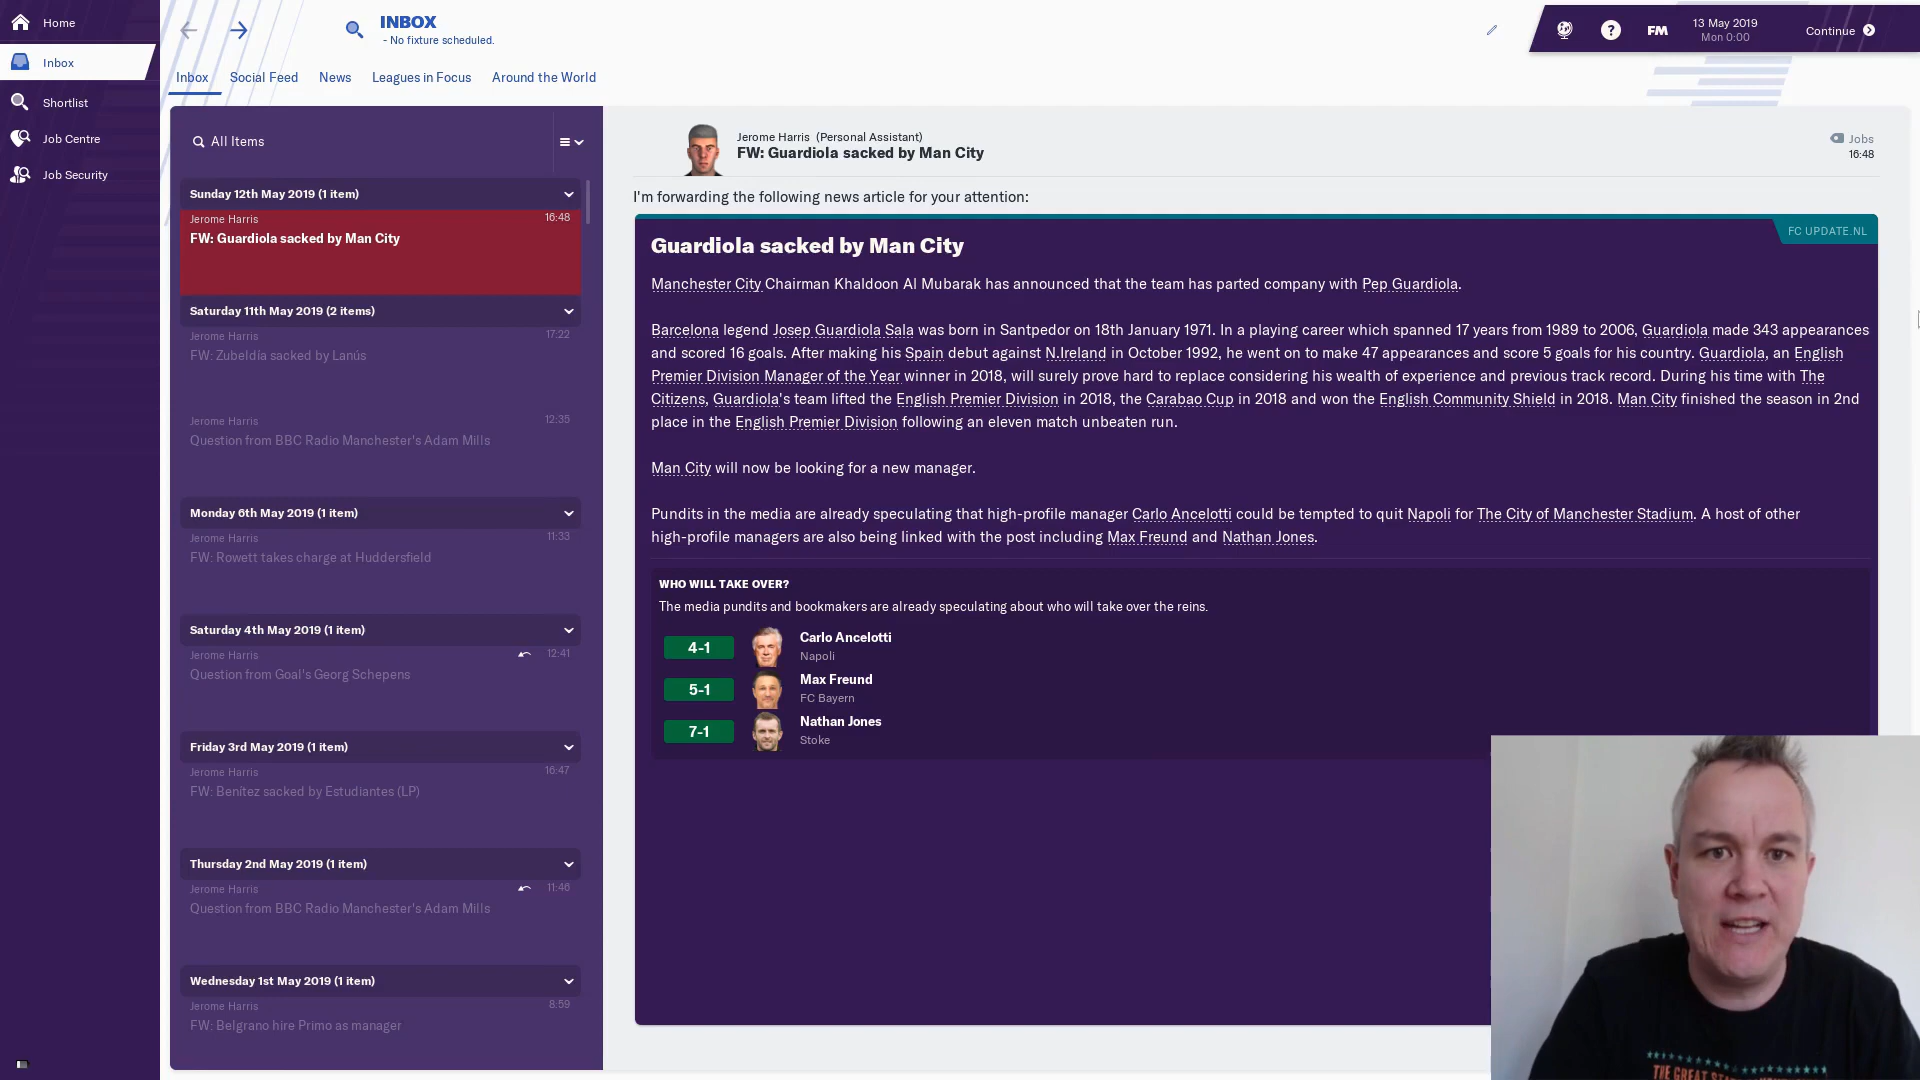 Home
Inbox
Shortlist
Job Centre
Job Security
INBOX
- No fixture scheduled.
FM
13 May 2019
Mon 0:00
Continue
Inbox
Social Feed
News
Leagues in Focus
Around the World
All Items
Sunday 12th May 2019 (1 item)
Jerome Harris
16:48
FW: Guardiola sacked by Man City
Saturday 11th May 2019 (2 items)
Jerome Harris
17:22
FW: Zubeldía sacked by Lanús
Jerome Harris
12:35
Question from BBC Radio Manchester's Adam Mills
Monday 6th May 2019 (1 item)
Jerome Harris
11:33
FW: Rowett takes charge at Huddersfield
Saturday 4th May 2019 (1 item)
Jerome Harris
12:41
Question from Goal's Georg Schepens
Friday 3rd May 2019 (1 item)
Jerome Harris
16:47
FW: Benítez sacked by Estudiantes (LP)
Thursday 2nd May 2019 (1 item)
Jerome Harris
11:46
Question from BBC Radio Manchester's Adam Mills
Wednesday 1st May 2019 (1 item)
Jerome Harris
8:59
FW: Belgrano hire Primo as manager
Jerome Harris (Personal Assistant)
FW: Guardiola sacked by Man City
Jobs
16:48
I'm forwarding the following news article for your attention:
FC UPDATE.NL
Guardiola sacked by Man City
Manchester City Chairman Khaldoon Al Mubarak has announced that the team has parted company with Pep Guardiola.
Barcelona legend Josep Guardiola Sala was born in Santpedor on 18th January 1971. In a playing career which spanned 17 years from 1989 to 2006, Guardiola made 343 appearances
and scored 16 goals. After making his Spain debut against N.Ireland in October 1992, he went on to make 47 appearances and score 5 goals for his country. Guardiola, an English
Premier Division Manager of the Year winner in 2018, will surely prove hard to replace considering his wealth of experience and previous track record. During his time with The
Citizens, Guardiola's team lifted the English Premier Division in 2018, the Carabao Cup in 2018 and won the English Community Shield in 2018. Man City finished the season in 2nd
place in the English Premier Division following an eleven match unbeaten run.
Man City will now be looking for a new manager.
Pundits in the media are already speculating that high-profile manager Carlo Ancelotti could be tempted to quit Napoli for The City of Manchester Stadium. A host of other
high-profile managers are also being linked with the post including Max Freund and Nathan Jones.
WHO WILL TAKE OVER?
The media pundits and bookmakers are already speculating about who will take over the reins.
4-1
Carlo Ancelotti
Napoli
5-1
Max Freund
FC Bayern
7-1
Nathan Jones
Stoke
THE GREAT